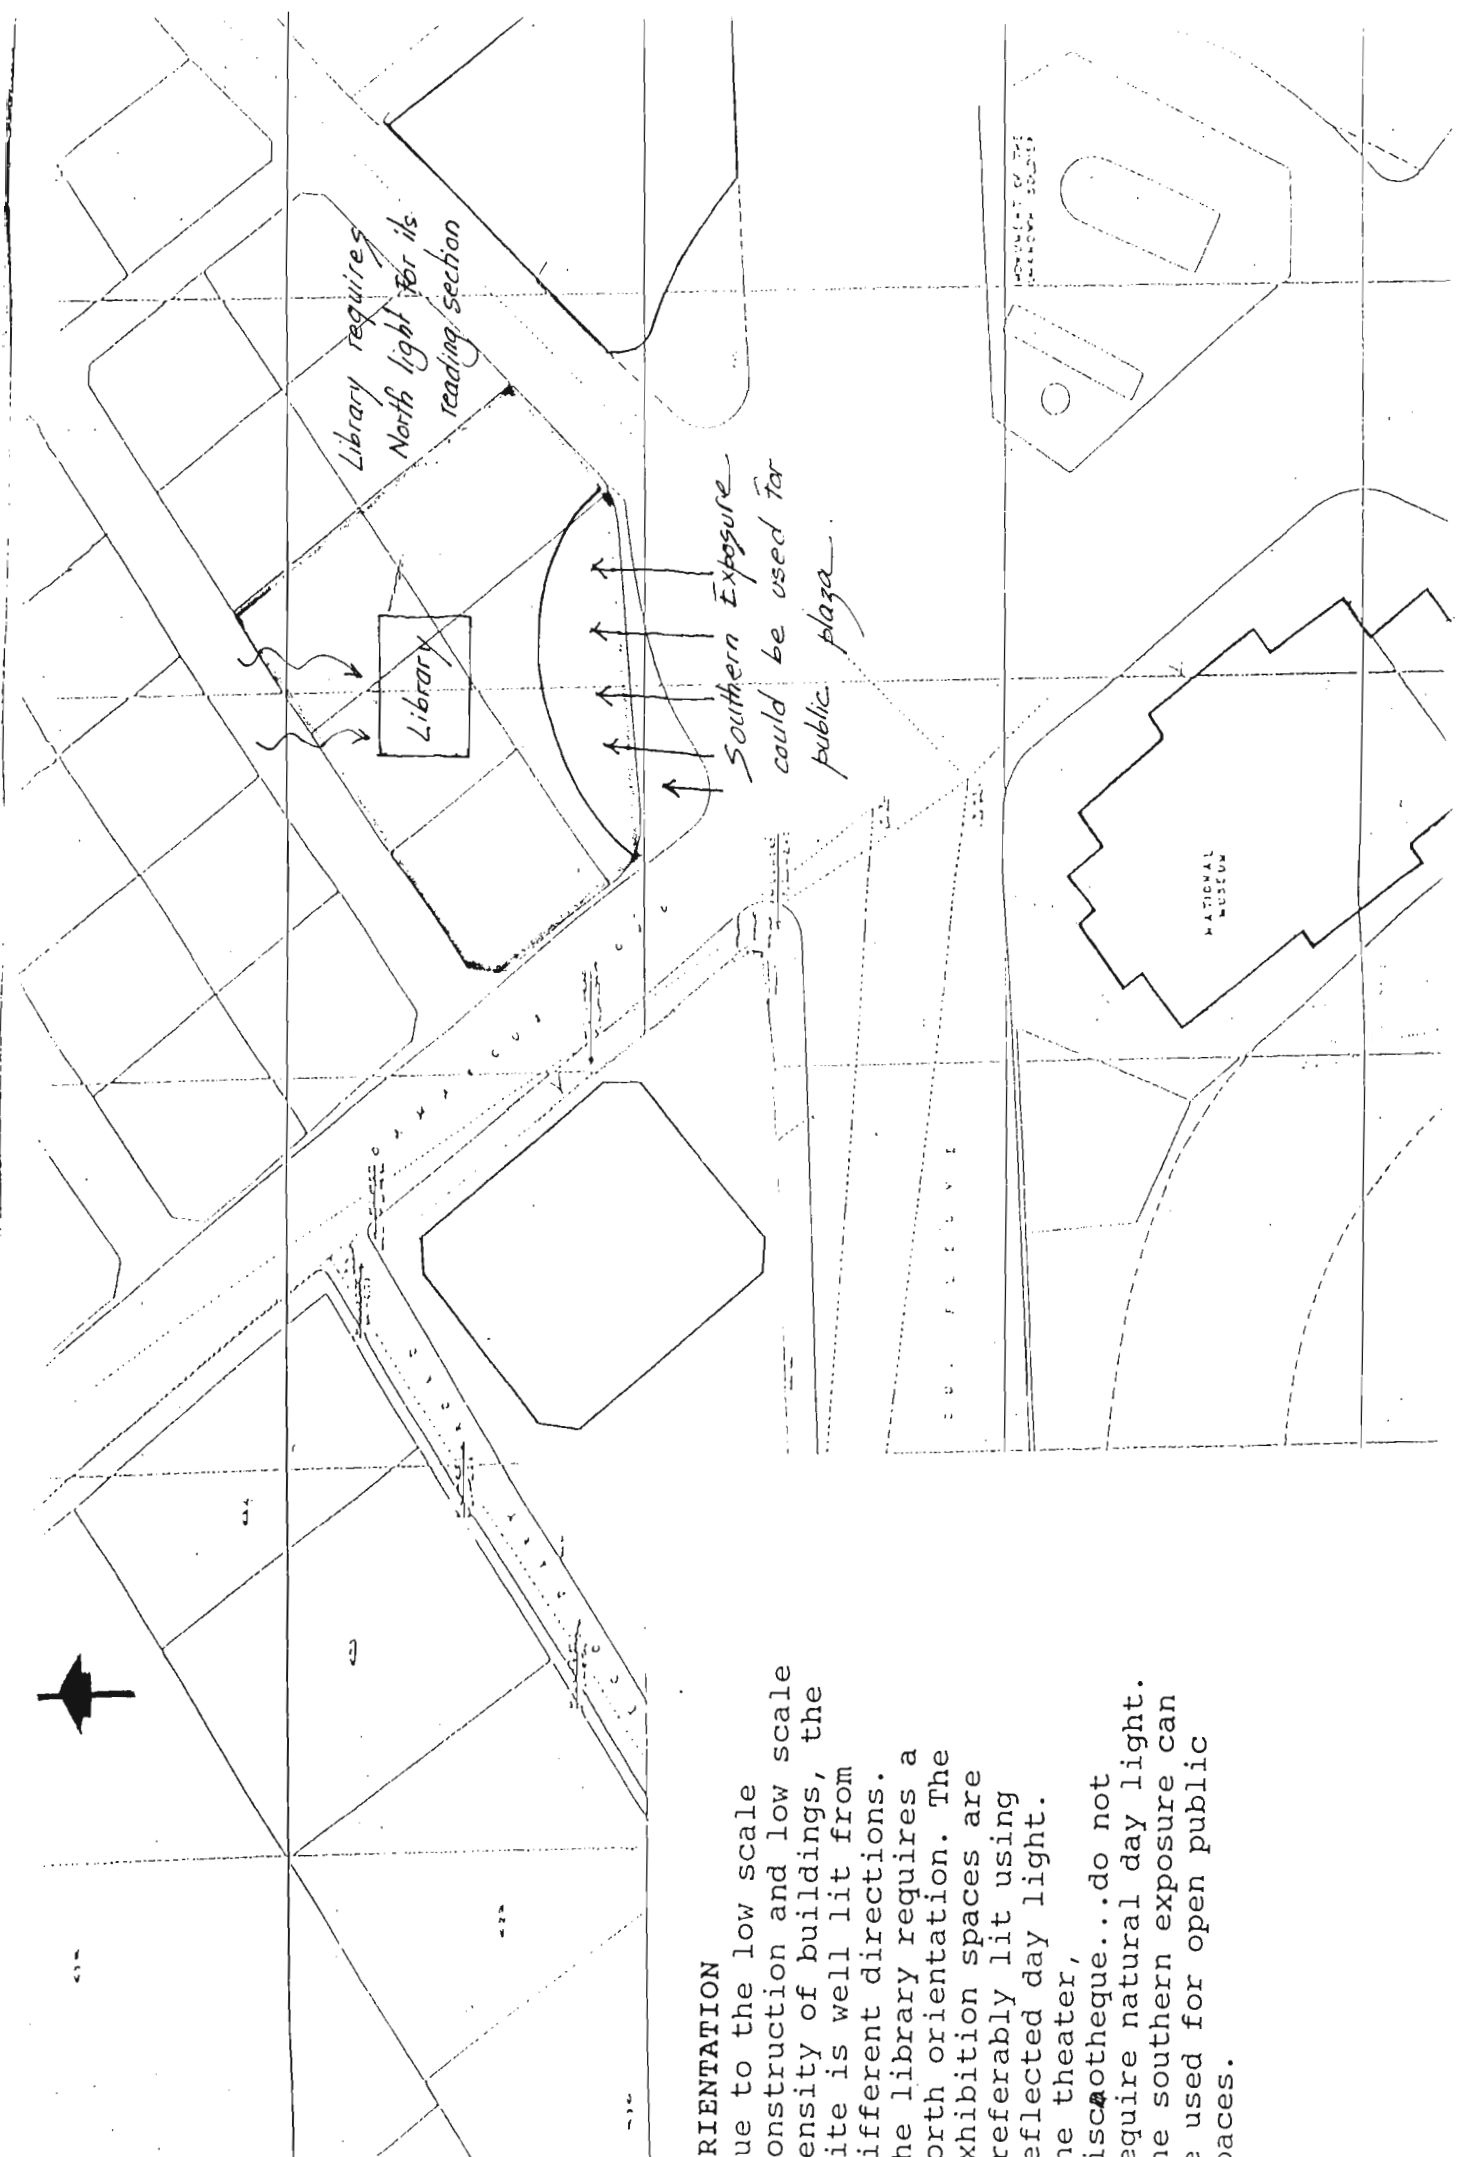 Library requires
North light for its
reading section
Library
Southern Exposure
could be used for
public plaza.
NATIONAL
MUSEUM
RIENTATION
ue to the low scale
onstruction and low scale
ensity of buildings, the
ite is well lit from
ifferent directions.
he library requires a
orth orientation. The
xhibition spaces are
referably lit using
eflected day light.
he theater,
iscaotheque...do not
equire natural day light.
he southern exposure can
e used for open public
paces.